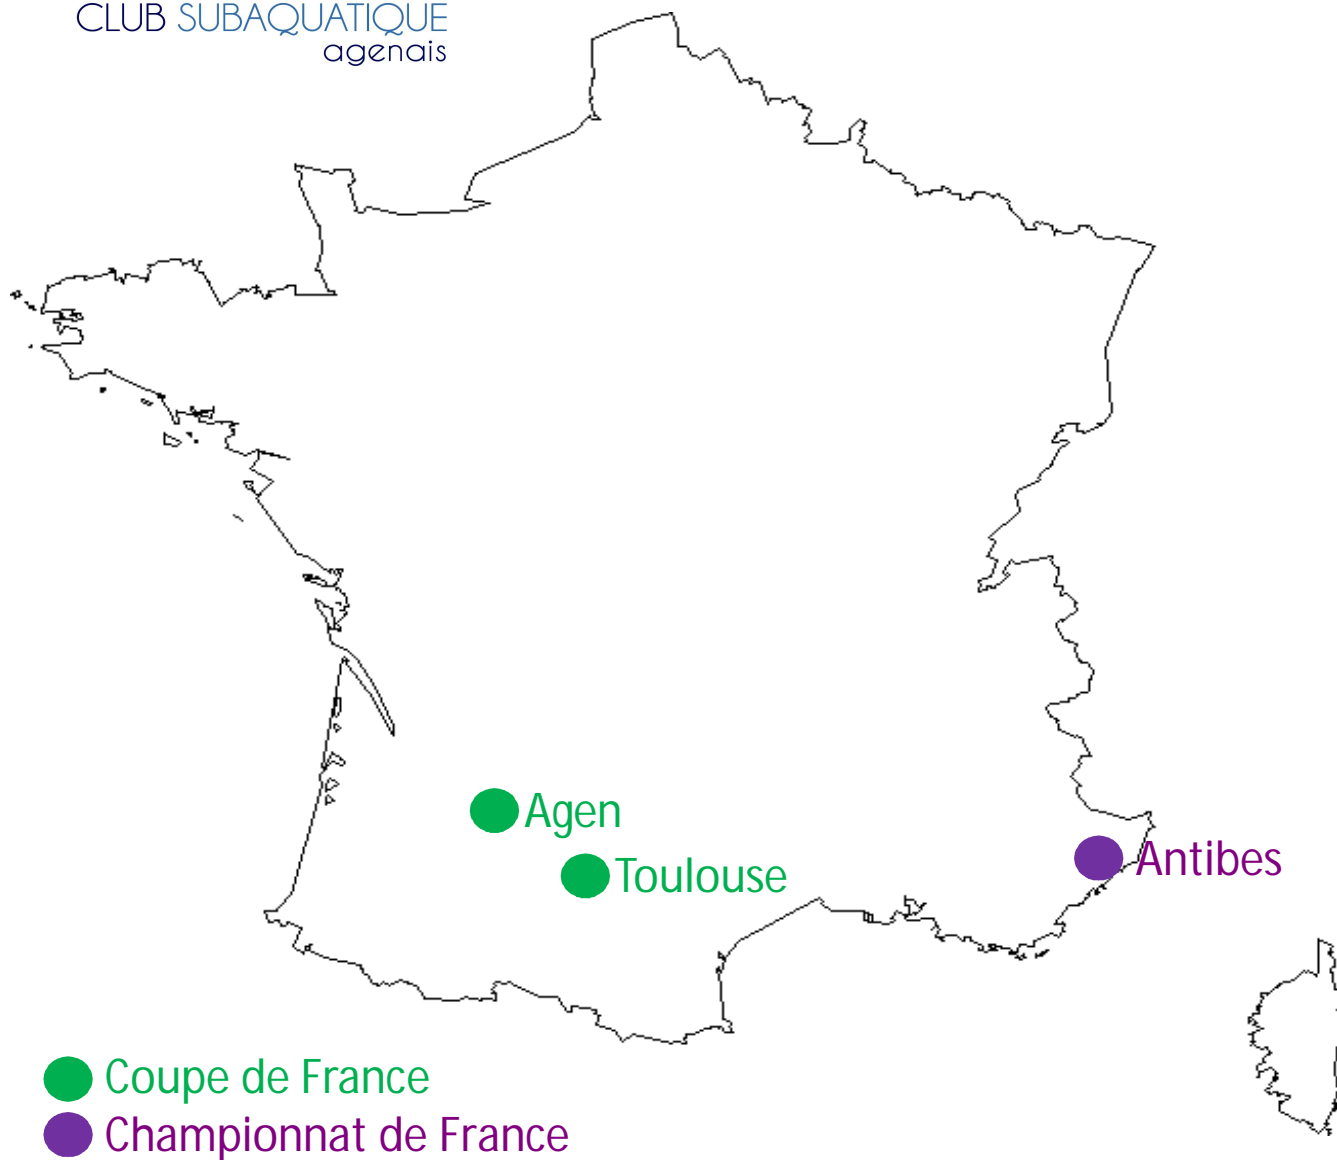 CLUB SUBAQUATIQUE
agenais
Agen
Toulouse
Antibes
Coupe de France
Championnat de France